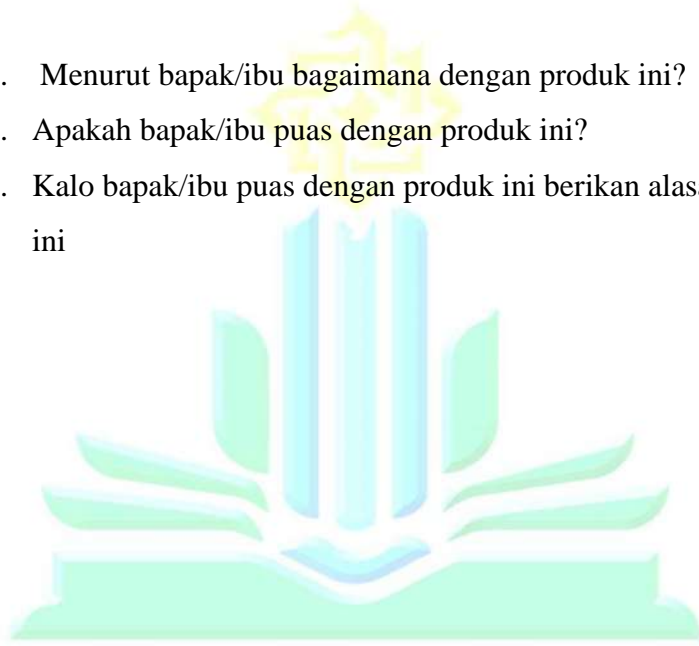 . Menurut bapak/ibu bagaimana dengan produk ini?
. Apakah bapak/ibu puas dengan produk ini?
. Kalo bapak/ibu puas dengan produk ini berikan
ini